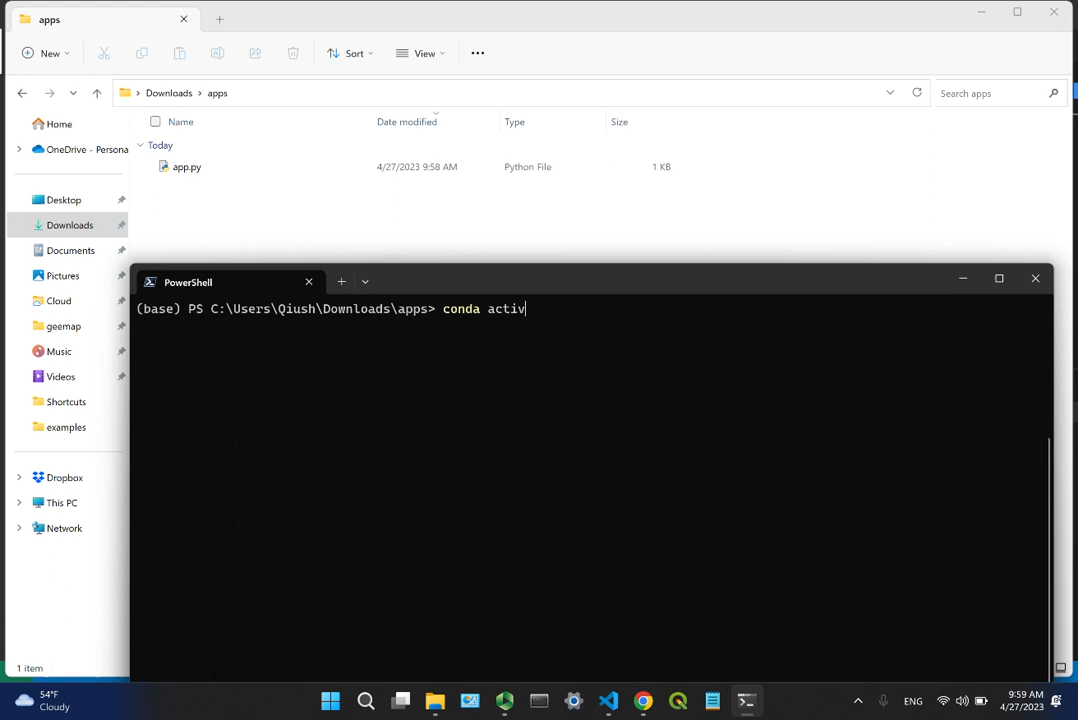 apps
New
Sort
View
Downloads
apps
Search apps
Home
OneDrive - Persona
Desktop
Downloads
Documents
Pictures
Cloud
geemap
Music
Videos
Shortcuts
examples
Dropbox
This PC
Network
Name Date modified Type Size
Today
app.py 4/27/2023 9:58 AM Python File 1 KB
PowerShell
(base) PS C:\Users\Qiush\Downloads\apps> conda activ
1 item
54°F
Cloudy
ENG
9:59 AM
4/27/2023